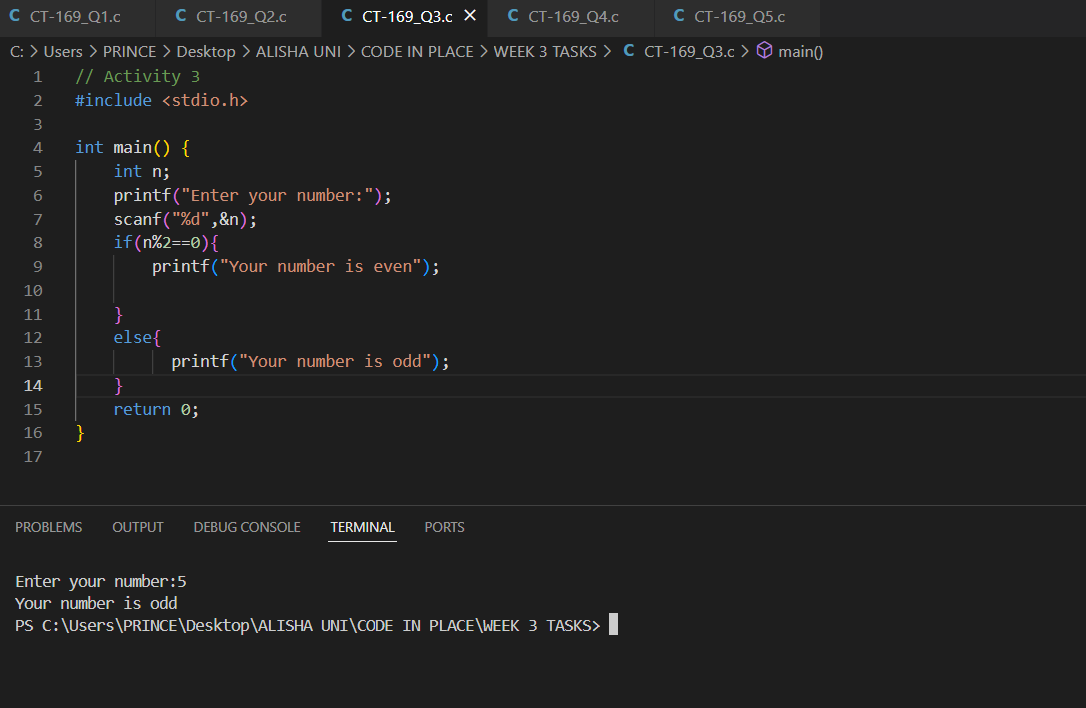 C CT-169_Q1.c C CT-169_Q2.c C CT-169_Q3.c C CT-169_Q4.c C CT-169_Q5.c
C: > Users > PRINCE > Desktop > ALISHA UNI > CODE IN PLACE > WEEK 3 TASKS > C CT-169_Q3.c > main()
1 // Activity 3
2 #include <stdio.h>
3
4 int main() {
5     int n;
6     printf("Enter your number:");
7     scanf("%d",&n);
8     if(n%2==0){
9         printf("Your number is even");
10
11     }
12     else{
13           printf("Your number is odd");
14     }
15     return 0;
16 }
17
PROBLEMS OUTPUT DEBUG CONSOLE TERMINAL PORTS
Enter your number:5
Your number is odd
PS C:\Users\PRINCE\Desktop\ALISHA UNI\CODE IN PLACE\WEEK 3 TASKS>